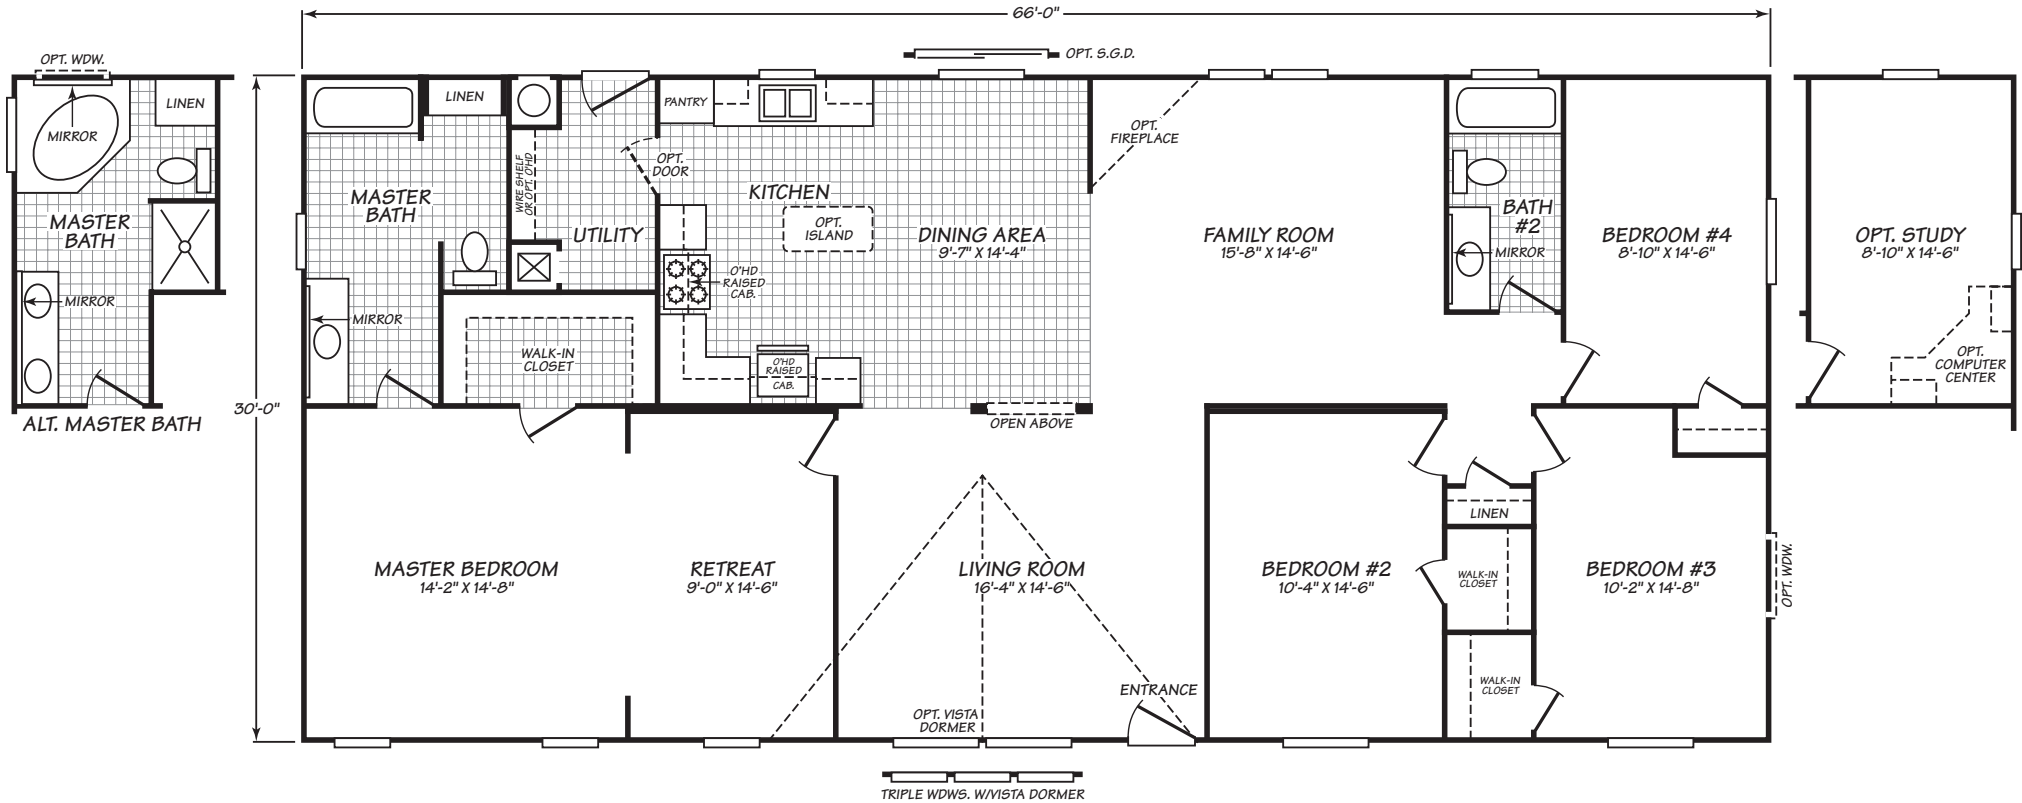 66'-0"
OPT. S.G.D.
OPT. WDW.
LINEN
MIRROR
MASTER
BATH
MIRROR
ALT. MASTER BATH
30'-0"
LINEN
MASTER
BATH
MIRROR
WIRE SHELF
OR OPT. O'HD
UTILITY
WALK-IN
CLOSET
PANTRY
OPT.
DOOR
KITCHEN
OPT.
ISLAND
O'HD
RAISED
CAB.
O'HD
RAISED
CAB.
DINING AREA
9'-7" X 14'-4"
OPEN ABOVE
OPT.
FIREPLACE
FAMILY ROOM
15'-8" X 14'-6"
BATH
#2
MIRROR
BEDROOM #4
8'-10" X 14'-6"
OPT. STUDY
8'-10" X 14'-6"
OPT.
COMPUTER
CENTER
MASTER BEDROOM
14'-2" X 14'-8"
RETREAT
9'-0" X 14'-6"
LIVING ROOM
16'-4" X 14'-6"
OPT. VISTA
DORMER
ENTRANCE
BEDROOM #2
10'-4" X 14'-6"
LINEN
WALK-IN
CLOSET
WALK-IN
CLOSET
BEDROOM #3
10'-2" X 14'-8"
OPT. WDW.
TRIPLE WDWS. W/VISTA DORMER